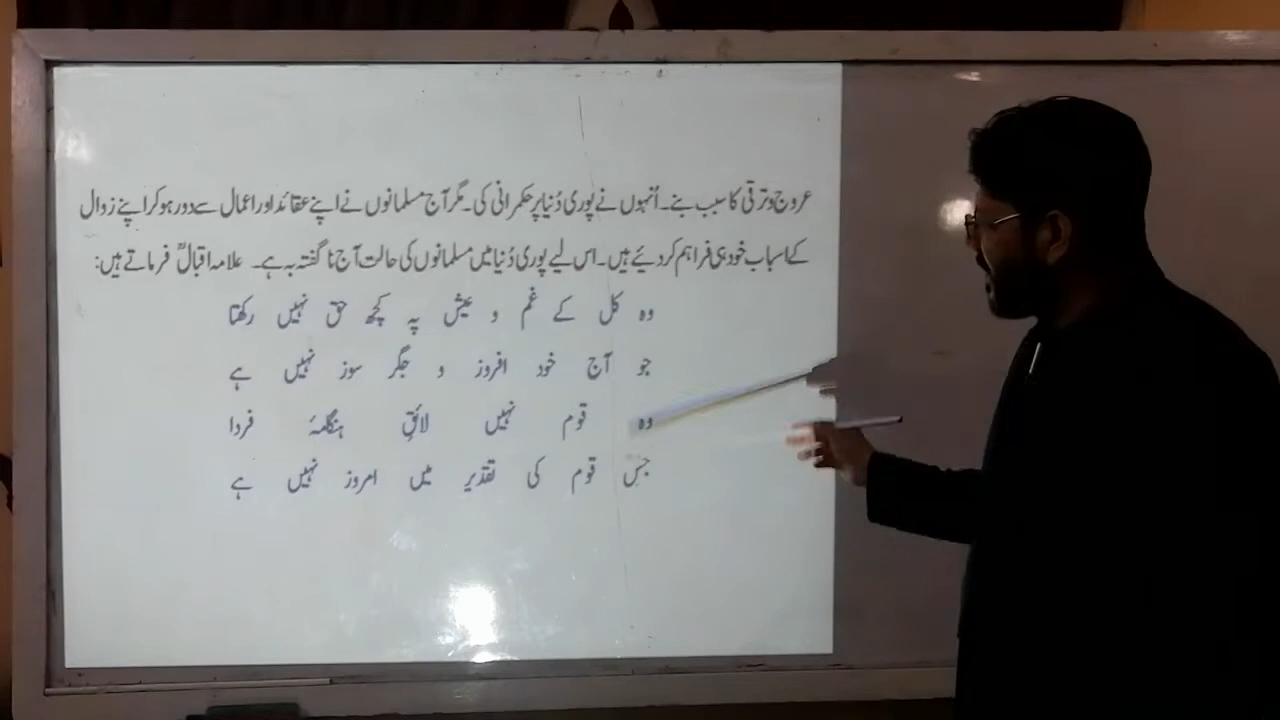 عروج و ترقی کا سبب بنے۔ اُنہوں نے پوری دُنیا پر حکمرانی کی۔ مگر آج مسلمانوں نے اپنے عقائد اور اعمال سے دور ہو کر اپنے زوال
کے اسباب خود ہی فراہم کر دیئے ہیں۔ اس لیے پوری دُنیا میں مسلمانوں کی حالت آج ناگفتہ بہ ہے۔ علامہ اقبالؒ فرماتے ہیں:
وہ کل کے غم و عیش پہ کچھ حق نہیں رکھتا
جو آج خود افروز و جگر سوز نہیں ہے
وہ قوم نہیں لائقِ ہنگامۂ فردا
جس قوم کی تقدیر میں امروز نہیں ہے